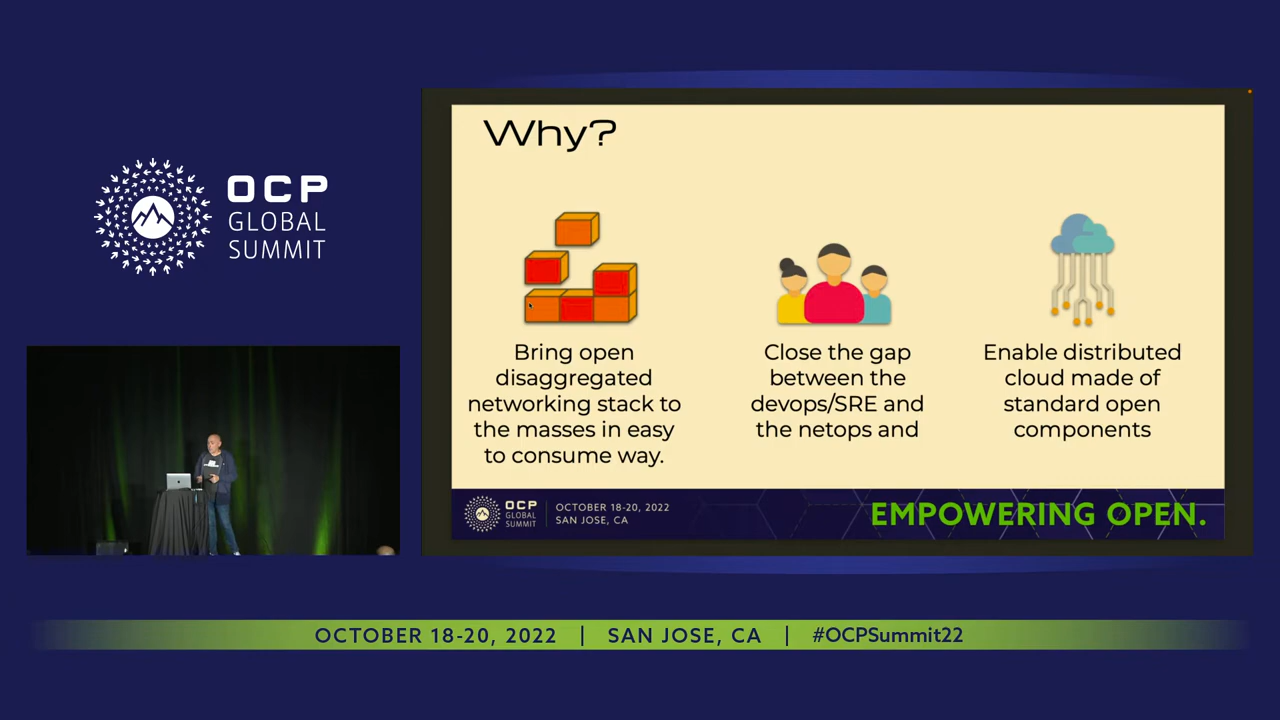 OCP
GLOBAL
SUMMIT
Why?
Bring open
disaggregated
networking stack to
the masses in easy
to consume way.
Close the gap
between the
devops/SRE and
the netops and
Enable distributed
cloud made of
standard open
components
OCP
GLOBAL
SUMMIT
OCTOBER 18-20, 2022
SAN JOSE, CA
EMPOWERING OPEN.
OCTOBER 18-20, 2022 | SAN JOSE, CA | #OCPSummit22